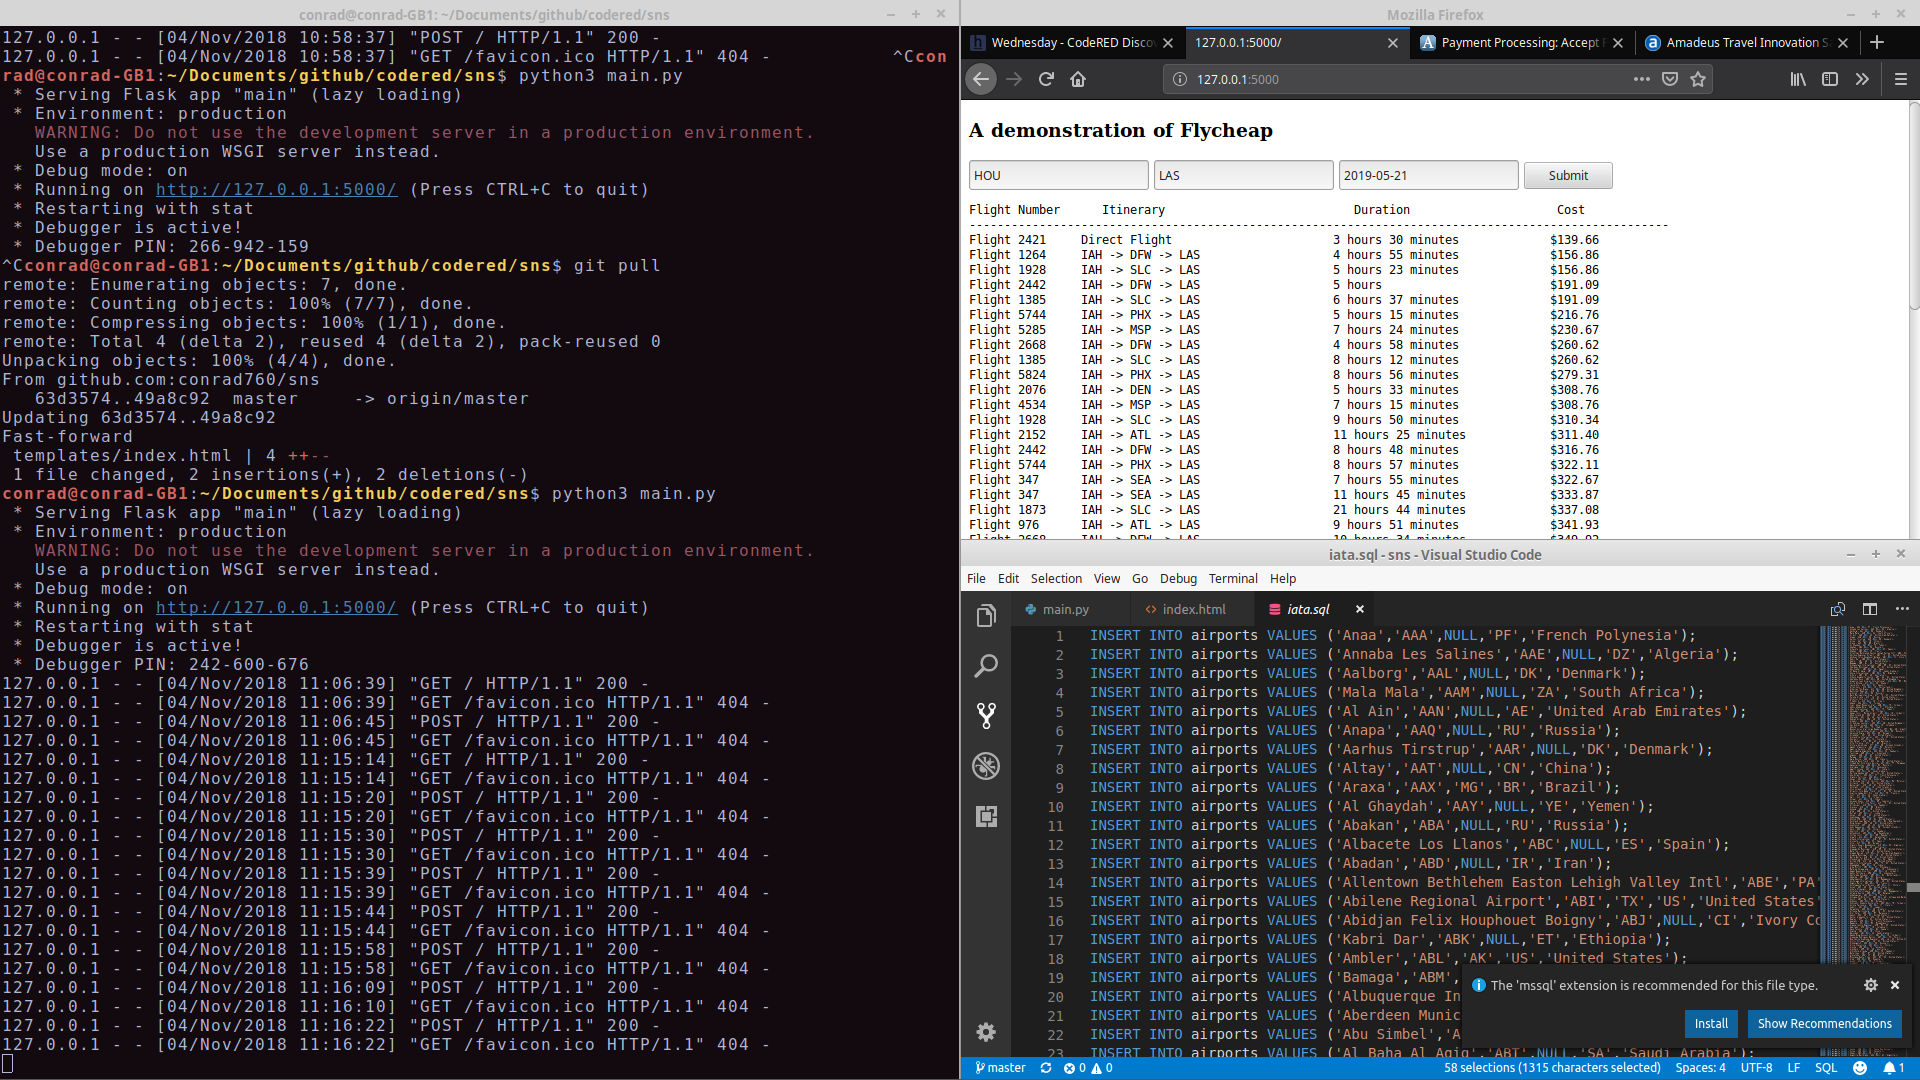 conrad@conrad-GB1: ~/Documents/github/codered/sns
127.0.0.1 - - [04/Nov/2018 10:58:37] "POST / HTTP/1.1" 200 -
127.0.0.1 - - [04/Nov/2018 10:58:37] "GET /favicon.ico HTTP/1.1" 404 - ^Ccon
rad@conrad-GB1:~/Documents/github/codered/sns$ python3 main.py
* Serving Flask app "main" (lazy loading)
* Environment: production
WARNING: Do not use the development server in a production environment.
Use a production WSGI server instead.
* Debug mode: on
* Running on http://127.0.0.1:5000/ (Press CTRL+C to quit)
* Restarting with stat
* Debugger is active!
* Debugger PIN: 266-942-159
^Cconrad@conrad-GB1:~/Documents/github/codered/sns$ git pull
remote: Enumerating objects: 7, done.
remote: Counting objects: 100% (7/7), done.
remote: Compressing objects: 100% (1/1), done.
remote: Total 4 (delta 2), reused 4 (delta 2), pack-reused 0
Unpacking objects: 100% (4/4), done.
From github.com:conrad760/sns
63d3574..49a8c92 master -> origin/master
Updating 63d3574..49a8c92
Fast-forward
templates/index.html | 4 ++--
1 file changed, 2 insertions(+), 2 deletions(-)
conrad@conrad-GB1:~/Documents/github/codered/sns$ python3 main.py
* Serving Flask app "main" (lazy loading)
* Environment: production
WARNING: Do not use the development server in a production environment.
Use a production WSGI server instead.
* Debug mode: on
* Running on http://127.0.0.1:5000/ (Press CTRL+C to quit)
* Restarting with stat
* Debugger is active!
* Debugger PIN: 242-600-676
127.0.0.1 - - [04/Nov/2018 11:06:39] "GET / HTTP/1.1" 200 -
127.0.0.1 - - [04/Nov/2018 11:06:39] "GET /favicon.ico HTTP/1.1" 404 -
127.0.0.1 - - [04/Nov/2018 11:06:45] "POST / HTTP/1.1" 200 -
127.0.0.1 - - [04/Nov/2018 11:06:45] "GET /favicon.ico HTTP/1.1" 404 -
127.0.0.1 - - [04/Nov/2018 11:15:14] "GET / HTTP/1.1" 200 -
127.0.0.1 - - [04/Nov/2018 11:15:14] "GET /favicon.ico HTTP/1.1" 404 -
127.0.0.1 - - [04/Nov/2018 11:15:20] "POST / HTTP/1.1" 200 -
127.0.0.1 - - [04/Nov/2018 11:15:20] "GET /favicon.ico HTTP/1.1" 404 -
127.0.0.1 - - [04/Nov/2018 11:15:30] "POST / HTTP/1.1" 200 -
127.0.0.1 - - [04/Nov/2018 11:15:30] "GET /favicon.ico HTTP/1.1" 404 -
127.0.0.1 - - [04/Nov/2018 11:15:39] "POST / HTTP/1.1" 200 -
127.0.0.1 - - [04/Nov/2018 11:15:39] "GET /favicon.ico HTTP/1.1" 404 -
127.0.0.1 - - [04/Nov/2018 11:15:44] "POST / HTTP/1.1" 200 -
127.0.0.1 - - [04/Nov/2018 11:15:44] "GET /favicon.ico HTTP/1.1" 404 -
127.0.0.1 - - [04/Nov/2018 11:15:58] "POST / HTTP/1.1" 200 -
127.0.0.1 - - [04/Nov/2018 11:15:58] "GET /favicon.ico HTTP/1.1" 404 -
127.0.0.1 - - [04/Nov/2018 11:16:09] "POST / HTTP/1.1" 200 -
127.0.0.1 - - [04/Nov/2018 11:16:10] "GET /favicon.ico HTTP/1.1" 404 -
127.0.0.1 - - [04/Nov/2018 11:16:22] "POST / HTTP/1.1" 200 -
127.0.0.1 - - [04/Nov/2018 11:16:22] "GET /favicon.ico HTTP/1.1" 404 -
Mozilla Firefox
Wednesday - CodeRED Disco 127.0.0.1:5000/ Payment Processing: Accept Amadeus Travel Innovation S
127.0.0.1:5000
A demonstration of Flycheap
HOU LAS 2019-05-21 Submit
Flight Number Itinerary Duration Cost
Flight 2421 Direct Flight 3 hours 30 minutes $139.66
Flight 1264 IAH -> DFW -> LAS 4 hours 55 minutes $156.86
Flight 1928 IAH -> SLC -> LAS 5 hours 23 minutes $156.86
Flight 2442 IAH -> DFW -> LAS 5 hours $191.09
Flight 1385 IAH -> SLC -> LAS 6 hours 37 minutes $191.09
Flight 5744 IAH -> PHX -> LAS 5 hours 15 minutes $216.76
Flight 5285 IAH -> MSP -> LAS 7 hours 24 minutes $230.67
Flight 2668 IAH -> DFW -> LAS 4 hours 58 minutes $260.62
Flight 1385 IAH -> SLC -> LAS 8 hours 12 minutes $260.62
Flight 5824 IAH -> PHX -> LAS 8 hours 56 minutes $279.31
Flight 2076 IAH -> DEN -> LAS 5 hours 33 minutes $308.76
Flight 4534 IAH -> MSP -> LAS 7 hours 15 minutes $308.76
Flight 1928 IAH -> SLC -> LAS 9 hours 50 minutes $310.34
Flight 2152 IAH -> ATL -> LAS 11 hours 25 minutes $311.40
Flight 2442 IAH -> DFW -> LAS 8 hours 48 minutes $316.76
Flight 5744 IAH -> PHX -> LAS 8 hours 57 minutes $322.11
Flight 347 IAH -> SEA -> LAS 7 hours 55 minutes $322.67
Flight 347 IAH -> SEA -> LAS 11 hours 45 minutes $333.87
Flight 1873 IAH -> SLC -> LAS 21 hours 44 minutes $337.08
Flight 976 IAH -> ATL -> LAS 9 hours 51 minutes $341.93
Flight 2668 IAH -> DFW -> LAS 10 hours 34 minutes $349.92
iata.sql - sns - Visual Studio Code
File Edit Selection View Go Debug Terminal Help
main.py index.html iata.sql
1 INSERT INTO airports VALUES ('Anaa','AAA',NULL,'PF','French Polynesia');
2 INSERT INTO airports VALUES ('Annaba Les Salines','AAE',NULL,'DZ','Algeria');
3 INSERT INTO airports VALUES ('Aalborg','AAL',NULL,'DK','Denmark');
4 INSERT INTO airports VALUES ('Mala Mala','AAM',NULL,'ZA','South Africa');
5 INSERT INTO airports VALUES ('Al Ain','AAN',NULL,'AE','United Arab Emirates');
6 INSERT INTO airports VALUES ('Anapa','AAQ',NULL,'RU','Russia');
7 INSERT INTO airports VALUES ('Aarhus Tirstrup','AAR',NULL,'DK','Denmark');
8 INSERT INTO airports VALUES ('Altay','AAT',NULL,'CN','China');
9 INSERT INTO airports VALUES ('Araxa','AAX','MG','BR','Brazil');
10 INSERT INTO airports VALUES ('Al Ghaydah','AAY',NULL,'YE','Yemen');
11 INSERT INTO airports VALUES ('Abakan','ABA',NULL,'RU','Russia');
12 INSERT INTO airports VALUES ('Albacete Los Llanos','ABC',NULL,'ES','Spain');
13 INSERT INTO airports VALUES ('Abadan','ABD',NULL,'IR','Iran');
14 INSERT INTO airports VALUES ('Allentown Bethlehem Easton Lehigh Valley Intl','ABE','PA'
15 INSERT INTO airports VALUES ('Abilene Regional Airport','ABI','TX','US','United States'
16 INSERT INTO airports VALUES ('Abidjan Felix Houphouet Boigny','ABJ',NULL,'CI','Ivory Co
17 INSERT INTO airports VALUES ('Kabri Dar','ABK',NULL,'ET','Ethiopia');
18 INSERT INTO airports VALUES ('Ambler','ABL','AK','US','United States');
19 INSERT INTO airports VALUES ('Bamaga','ABM',
20 INSERT INTO airports VALUES ('Albuquerque In
21 INSERT INTO airports VALUES ('Aberdeen Munic
22 INSERT INTO airports VALUES ('Abu Simbel','A
23 INSERT INTO airports VALUES ('Al Baha Al Aqiq','ABT',NULL,'SA','Saudi Arabia');
The 'mssql' extension is recommended for this file type.
Install Show Recommendations
master 0 0 58 selections (1315 characters selected) Spaces: 4 UTF-8 LF SQL 1